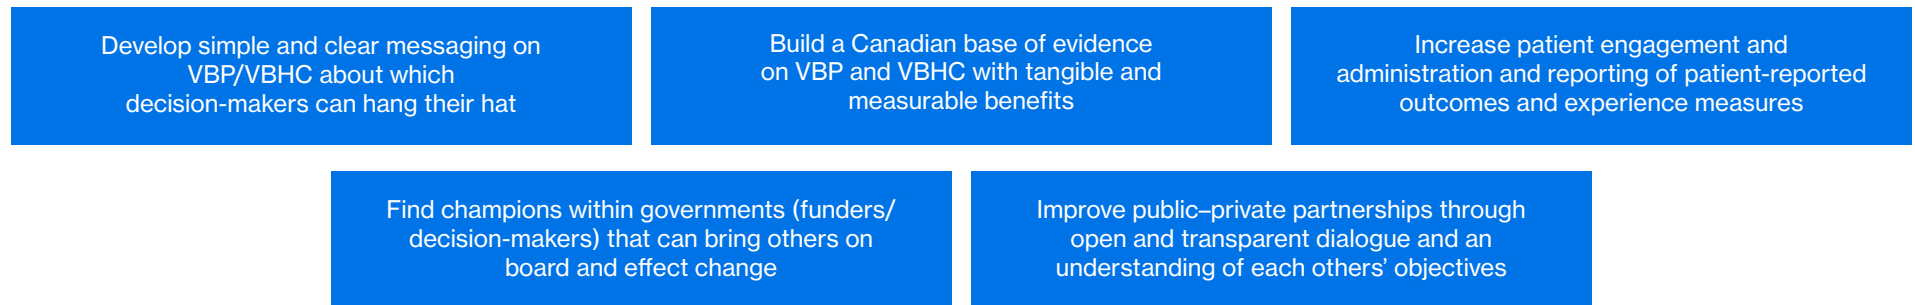 Develop simple and clear messaging on
VBP/VBHC about which
decision-makers can hang their hat
Build a Canadian base of evidence
on VBP and VBHC with tangible and
measurable benefits
Increase patient engagement and
administration and reporting of patient-reported
outcomes and experience measures
Find champions within governments (funders/
decision-makers) that can bring others on
board and effect change
Improve public–private partnerships through
open and transparent dialogue and an
understanding of each others’ objectives